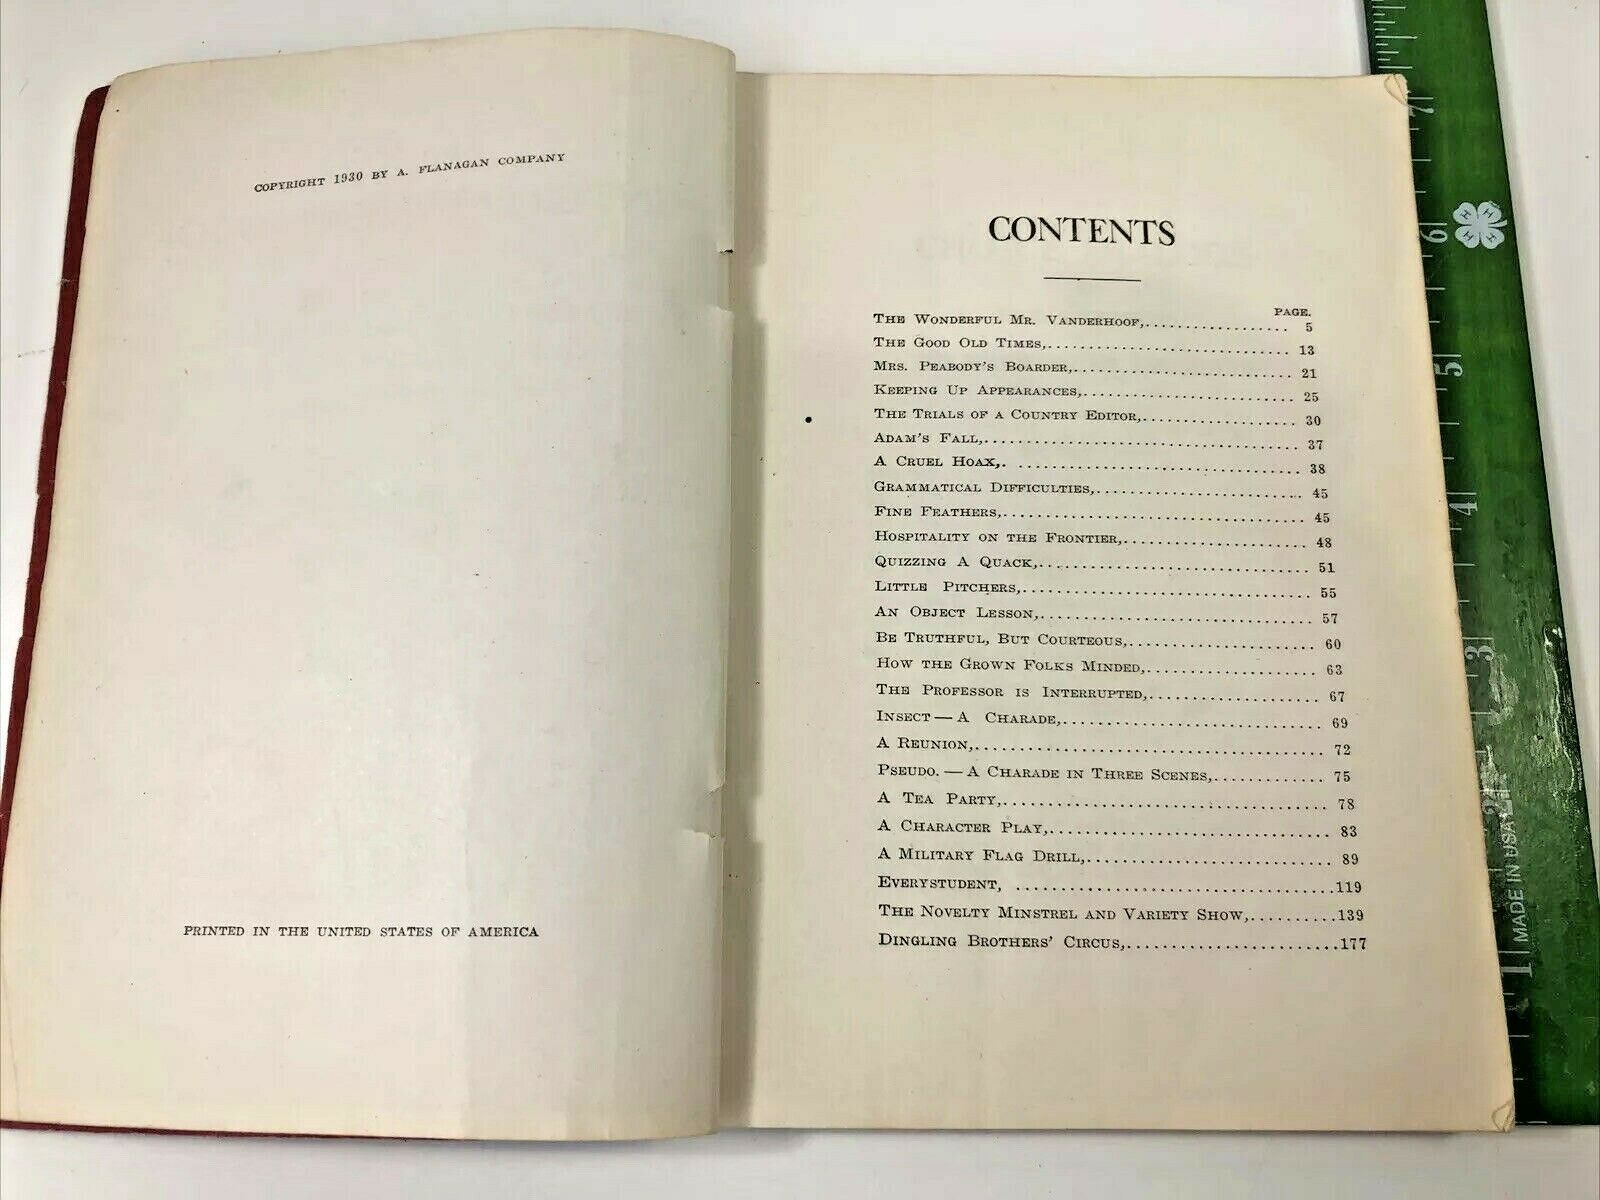 COPYRIGHT 1930 BY A. FLANAGAN COMPANY
PRINTED IN THE UNITED STATES OF AMERICA
CONTENTS
PAGE.
THE WONDERFUL MR. VANDERHOOF,.................. 5
THE GOOD OLD TIMES,............................. 13
MRS. PEABODY'S BOARDER,.......................... 21
KEEPING UP APPEARANCES,......................... 25
THE TRIALS OF A COUNTRY EDITOR,.................. 30
ADAM'S FALL,..................................... 37
A CRUEL HOAX,. ................................. 38
GRAMMATICAL DIFFICULTIES,........................ 45
FINE FEATHERS,................................... 45
HOSPITALITY ON THE FRONTIER,..................... 48
QUIZZING A QUACK,............................... 51
LITTLE PITCHERS,................................. 55
AN OBJECT LESSON,............................... 57
BE TRUTHFUL, BUT COURTEOUS,..................... 60
HOW THE GROWN FOLKS MINDED,.................... 63
THE PROFESSOR IS INTERRUPTED,.................... 67
INSECT — A CHARADE,.............................. 69
A REUNION,........................................ 72
PSEUDO. — A CHARADE IN THREE SCENES,............. 75
A TEA PARTY,..................................... 78
A CHARACTER PLAY,................................ 83
A MILITARY FLAG DRILL,............................ 89
EVERYSTUDENT, ....................................119
THE NOVELTY MINSTREL AND VARIETY SHOW,..........139
DINGLING BROTHERS' CIRCUS,........................177
7
6
H H H H
5
4
3
2
1
MADE IN USA